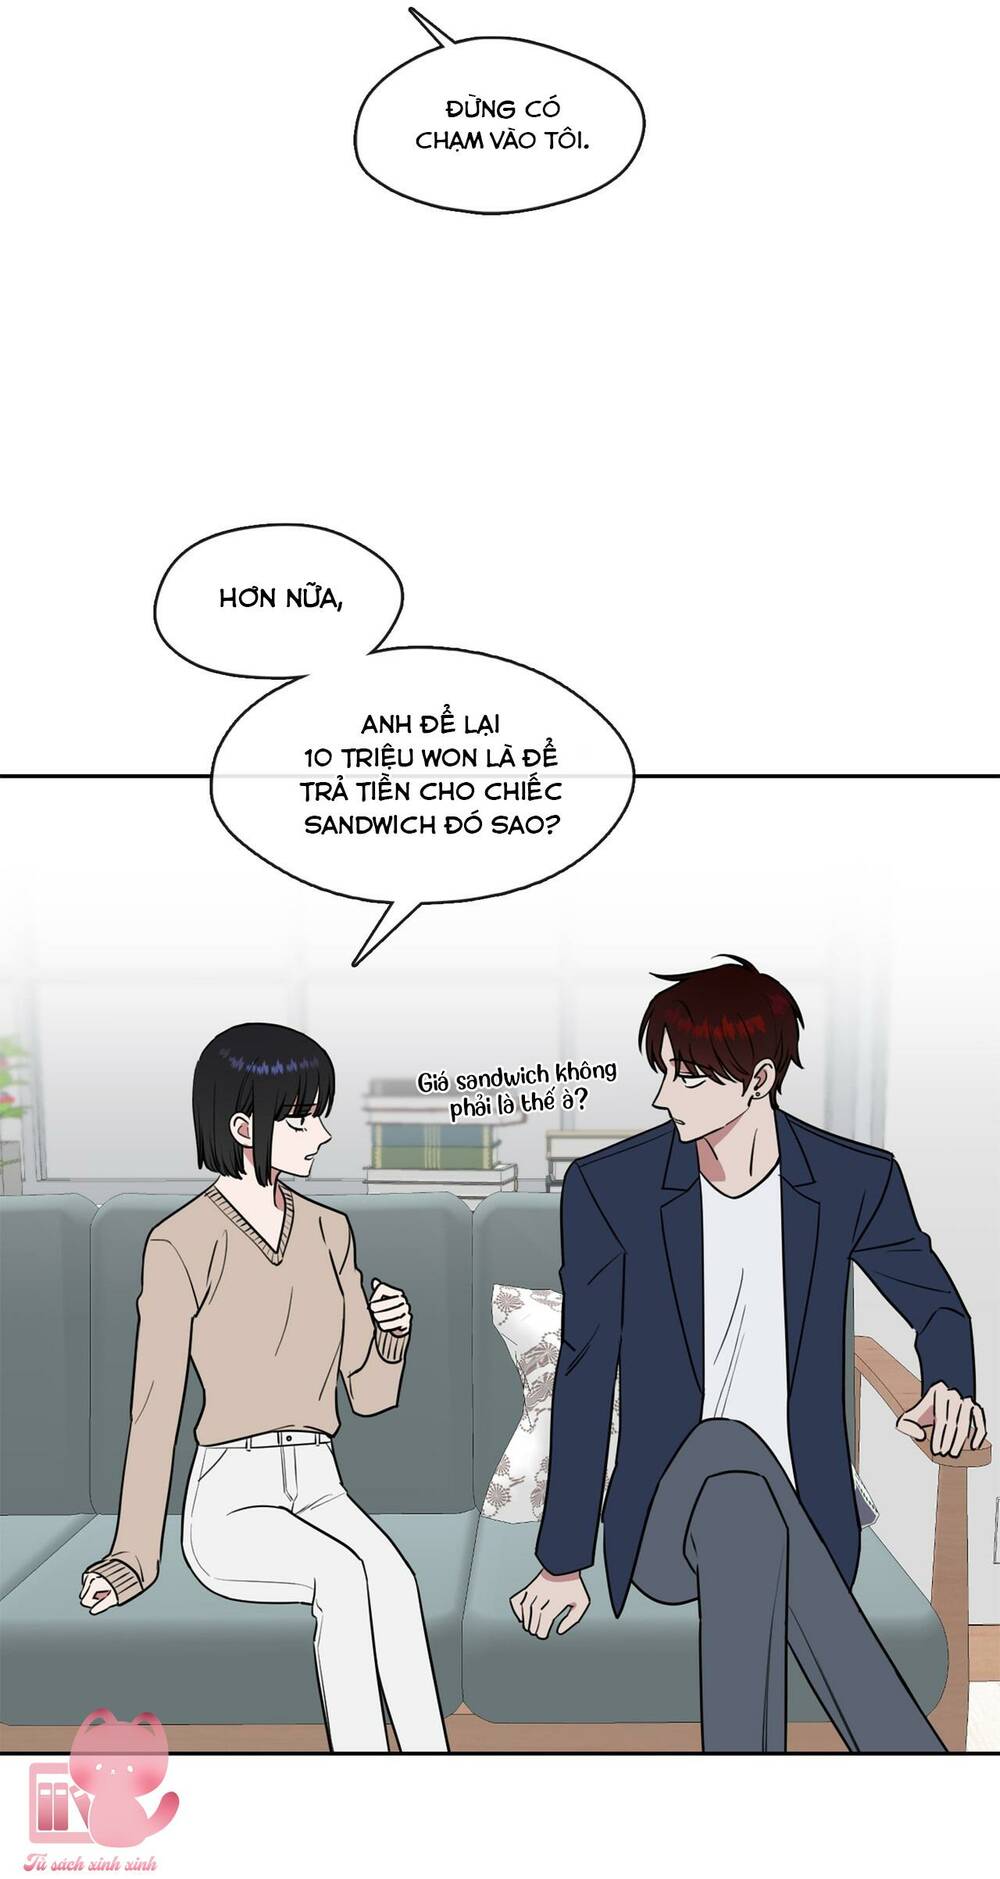 ĐỪNG CÓ
CHẠM VÀO TÔI.
HƠN NỮA,
ANH ĐỂ LẠI
10 TRIỆU WON LÀ ĐỂ
TRẢ TIỀN CHO CHIẾC
SANDWICH ĐÓ SAO?
Giá sandwich không
phải là thế à?
Tủ sách xinh xinh